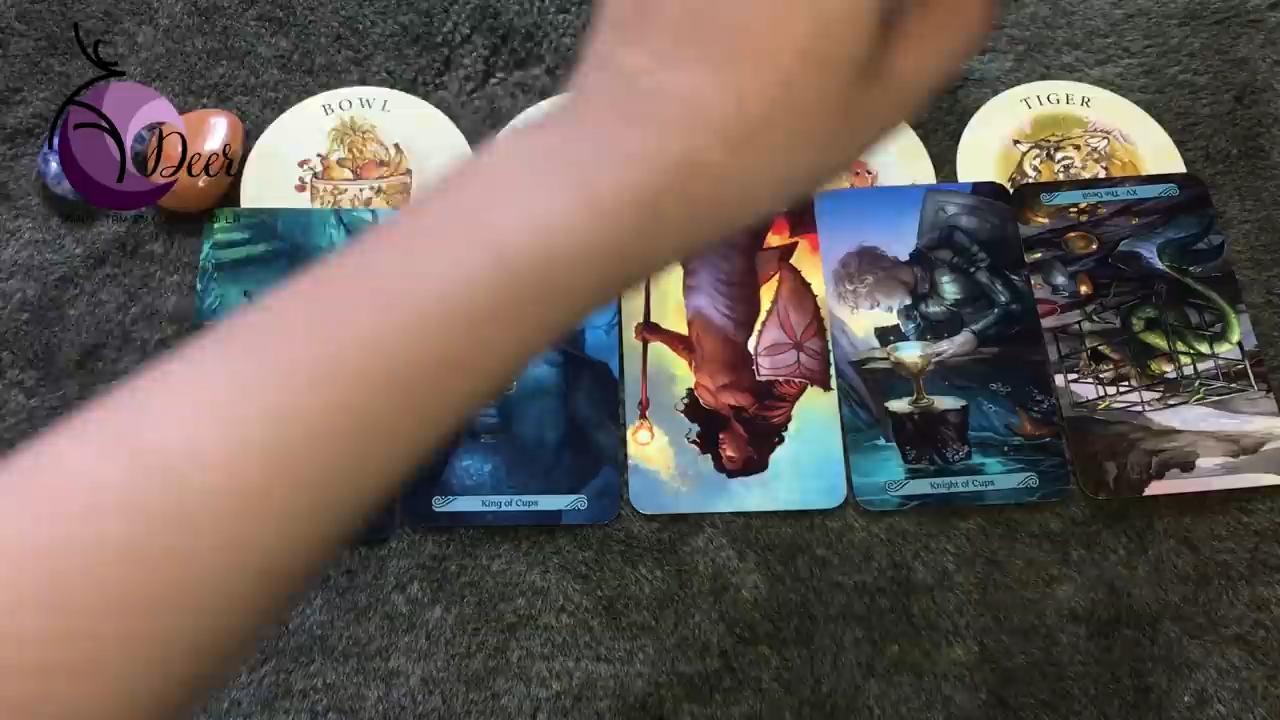 Deer
BOWL
TIGER
XV - The Devil
King of Cups
Knight of Cups